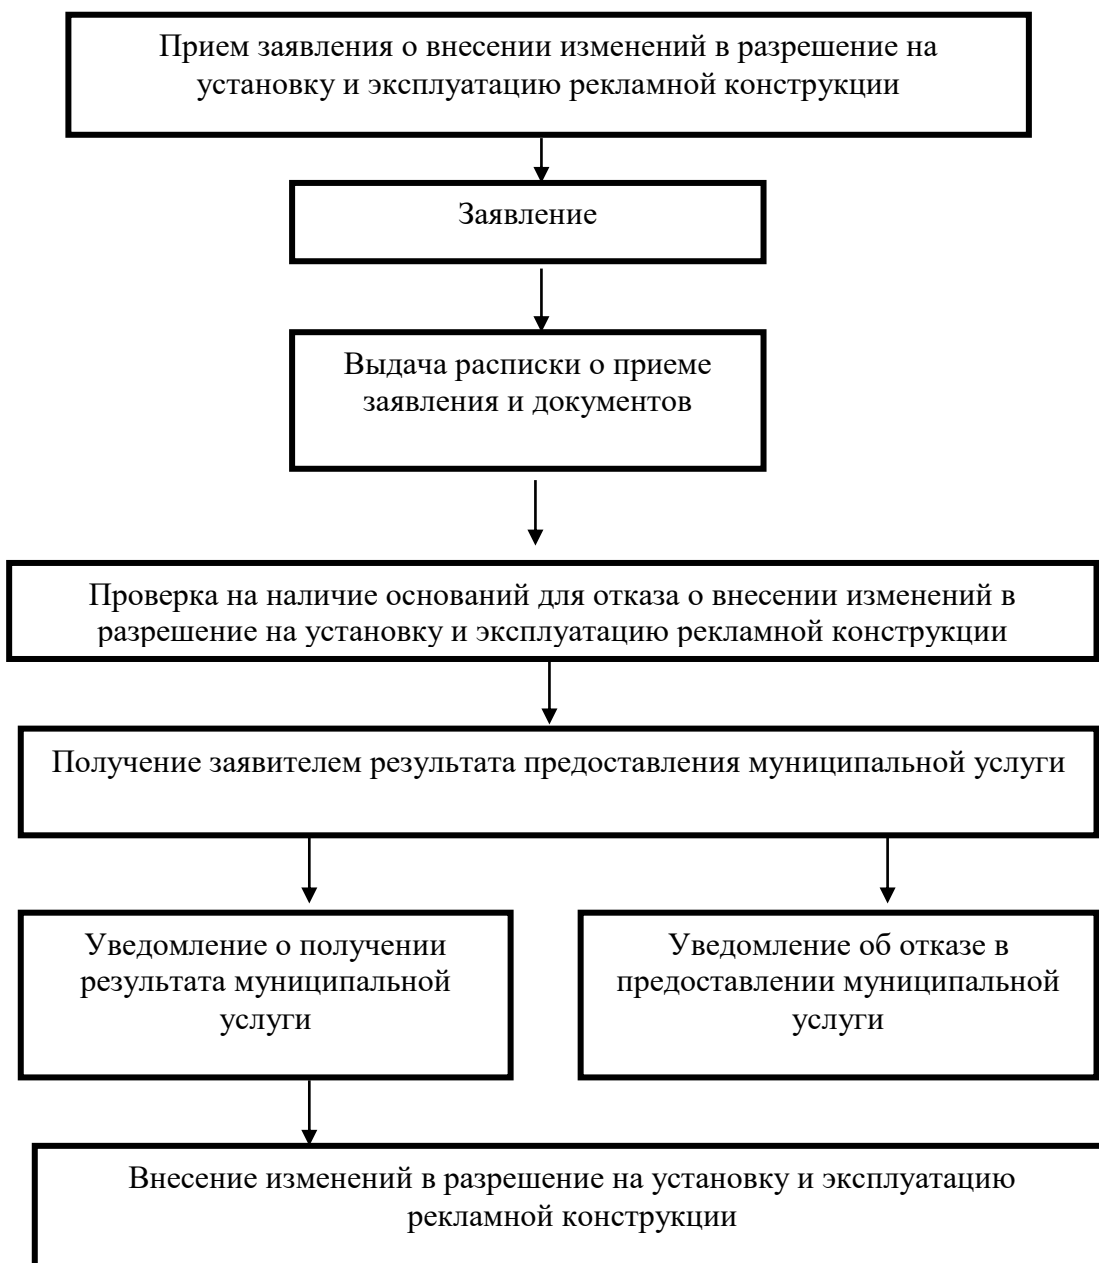 Прием заявления о внесении изменений в разрешение на
установку и эксплуатацию рекламной конструкции
Заявление
Выдача расписки о приеме
заявления и документов
Проверка на наличие оснований для отказа о внесении изменений в
разрешение на установку и эксплуатацию рекламной конструкции
Получение заявителем результата предоставления муниципальной услуги
Уведомление о получении
результата муниципальной
услуги
Уведомление об отказе в
предоставлении муниципальной
услуги
Внесение изменений в разрешение на установку и эксплуатацию
рекламной конструкции